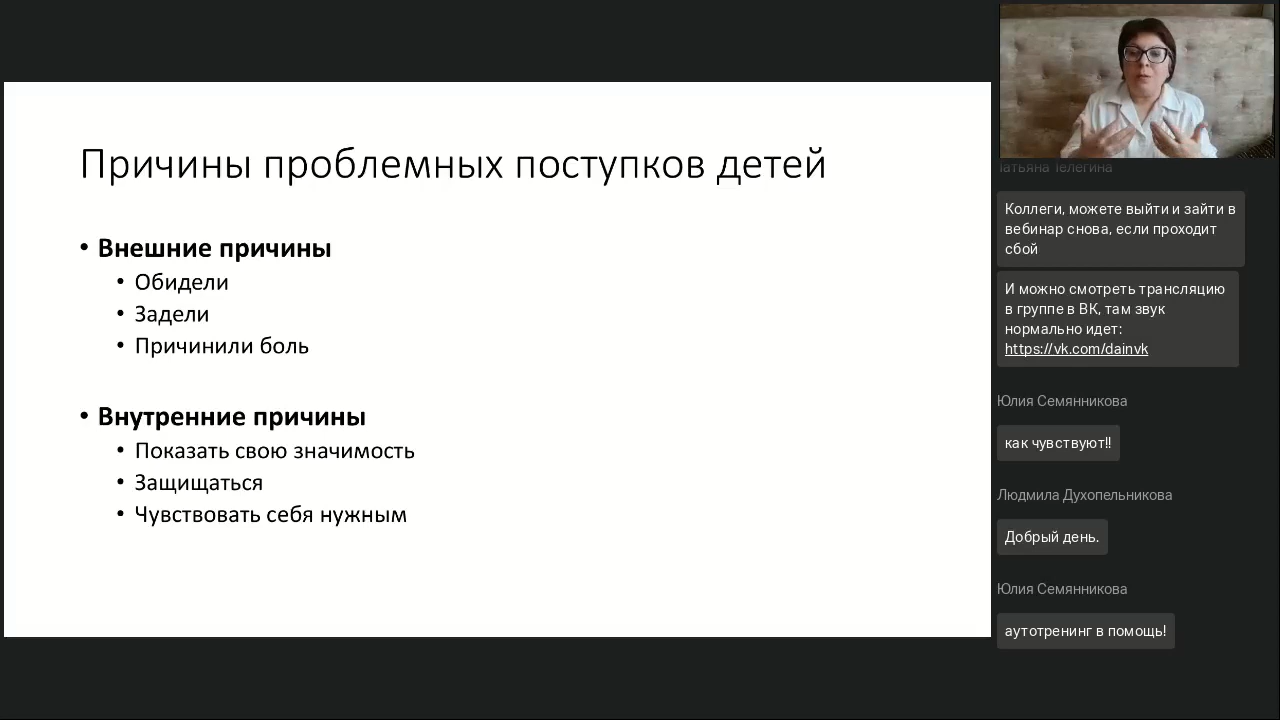 Причины проблемных поступков детей
• Внешние причины
• Обидели
• Задели
• Причинили боль
• Внутренние причины
• Показать свою значимость
• Защищаться
• Чувствовать себя нужным
Татьяна Телегина
Коллеги, можете выйти и зайти в
вебинар снова, если проходит
сбой
И можно смотреть трансляцию
в группе в ВК, там звук
нормально идет:
https://vk.com/dainvk
Юлия Семянникова
как чувствуют!!
Людмила Духопельникова
Добрый день.
Юлия Семянникова
аутотренинг в помощь!